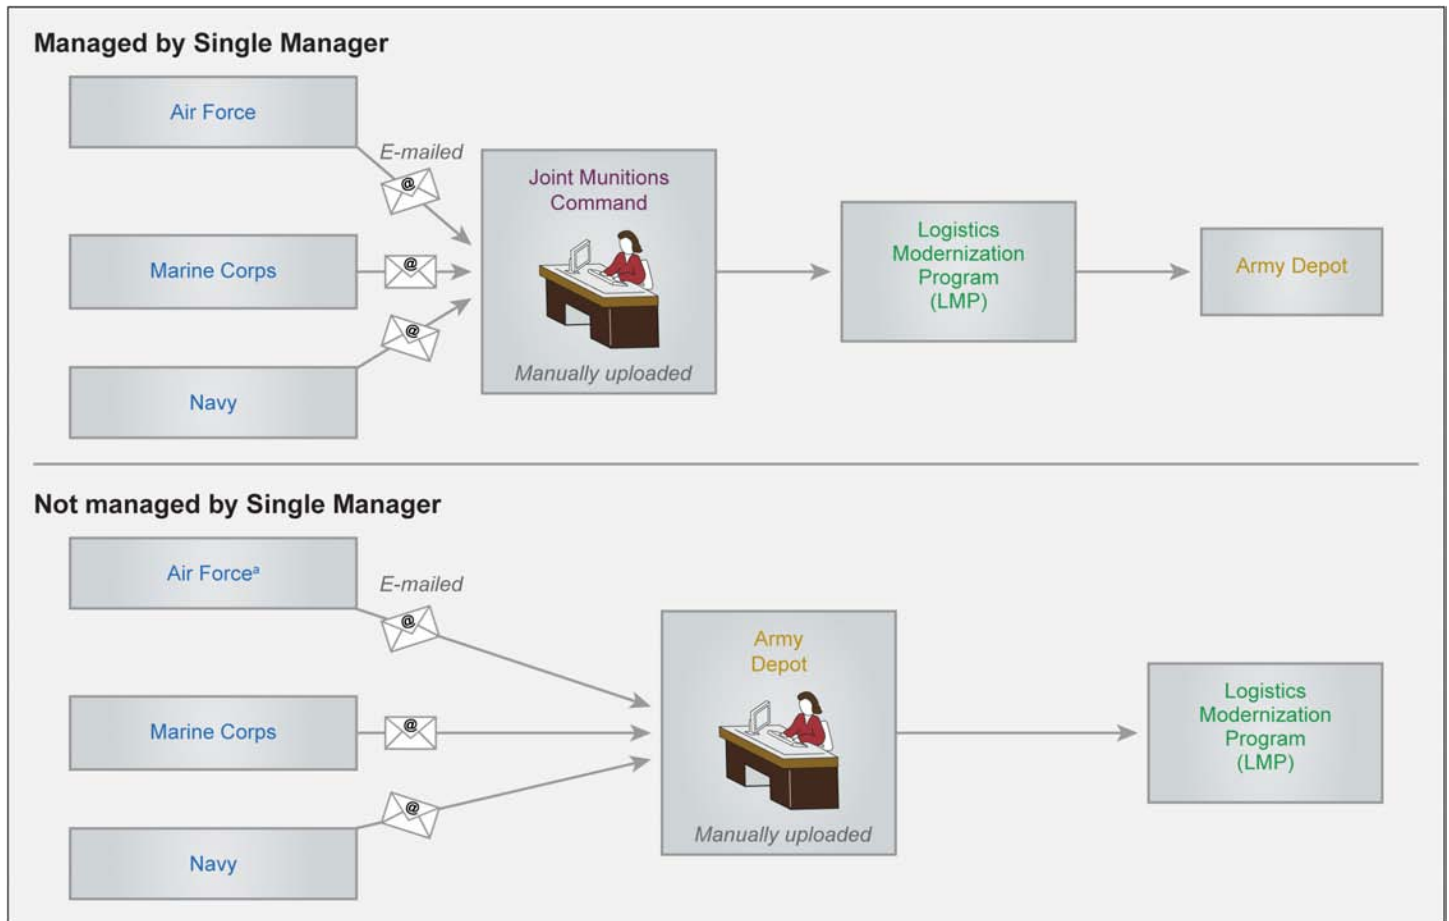 Managed by Single Manager
Air Force
E-mailed
@
Marine Corps
@
Navy
@
Joint Munitions
Command
Manually uploaded
Logistics
Modernization
Program
(LMP)
Army Depot
Not managed by Single Manager
Air Forceᵃ
E-mailed
@
Marine Corps
@
Navy
@
Army
Depot
Manually uploaded
Logistics
Modernization
Program
(LMP)